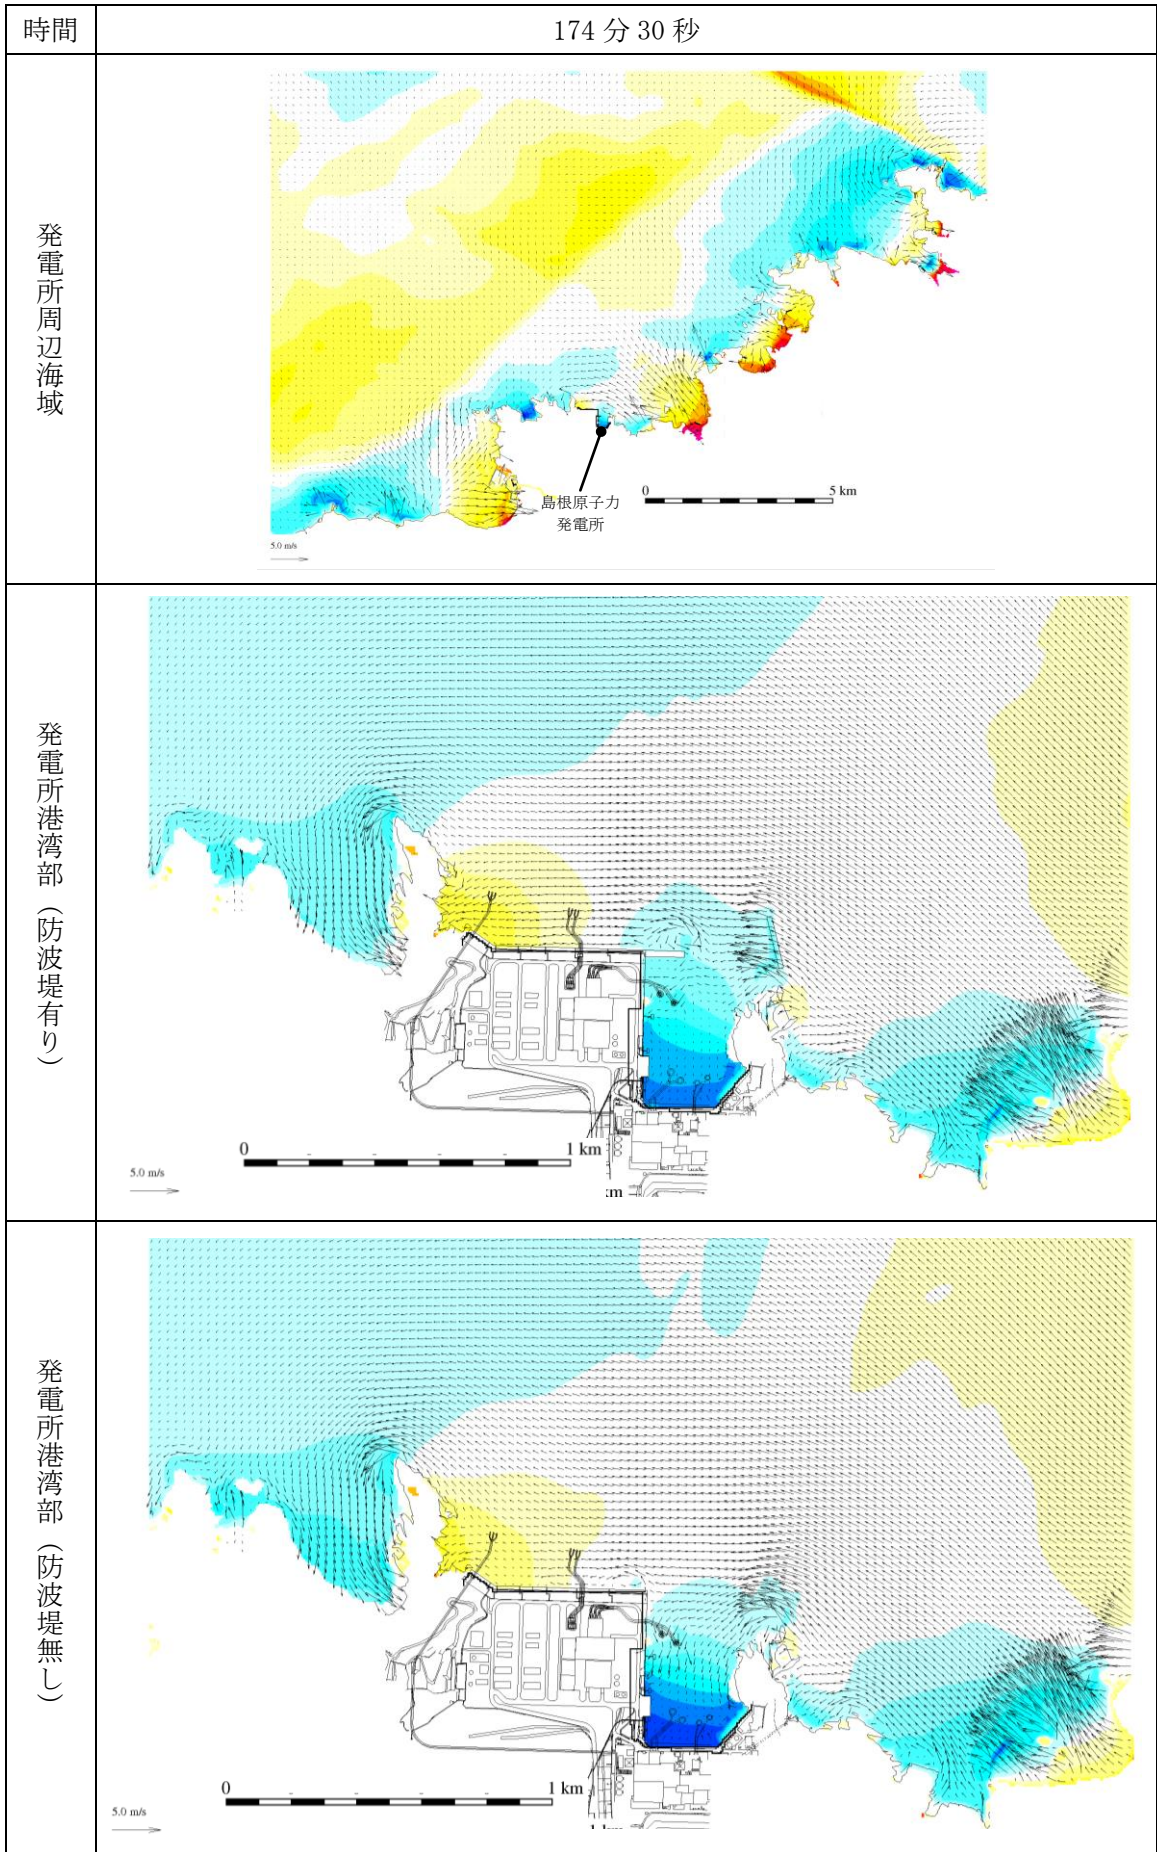 時間
174 分 30 秒
発電所周辺海域
島根原子力
発電所
0
5 km
5.0 m/s
発電所港湾部（防波堤有り）
0
1 km
5.0 m/s
km
発電所港湾部（防波堤無し）
0
1 km
5.0 m/s